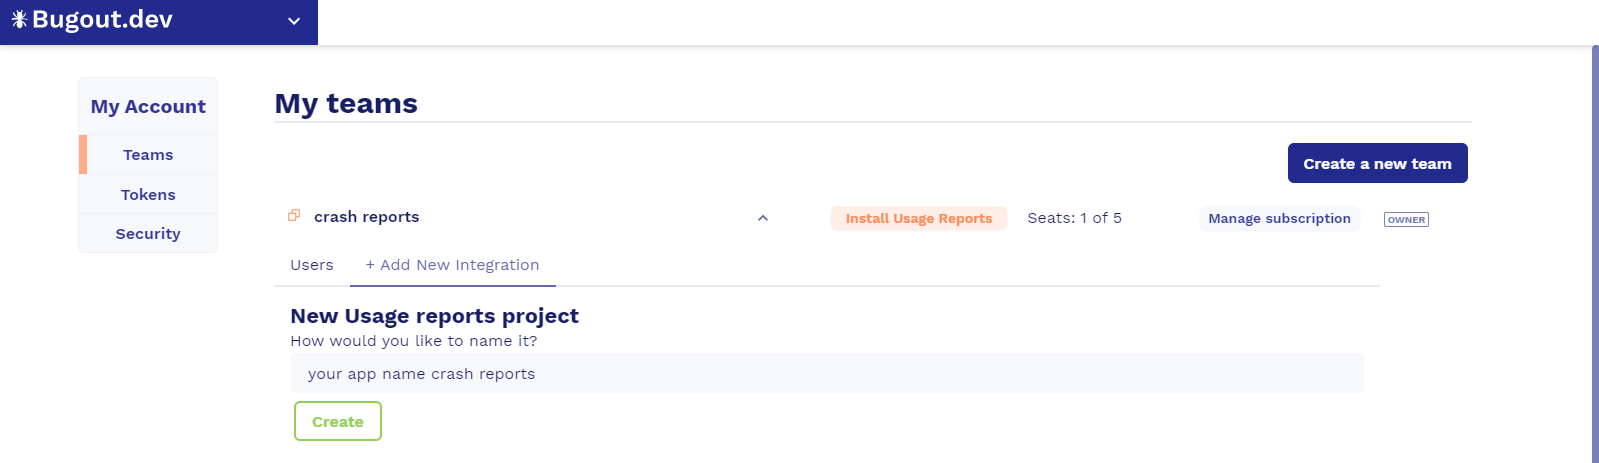 Bugout.dev
My Account
Teams
Tokens
Security
My teams
Create a new team
crash reports
Install Usage Reports
Seats: 1 of 5
Manage subscription
OWNER
Users
+ Add New Integration
New Usage reports project
How would you like to name it?
your app name crash reports
Create